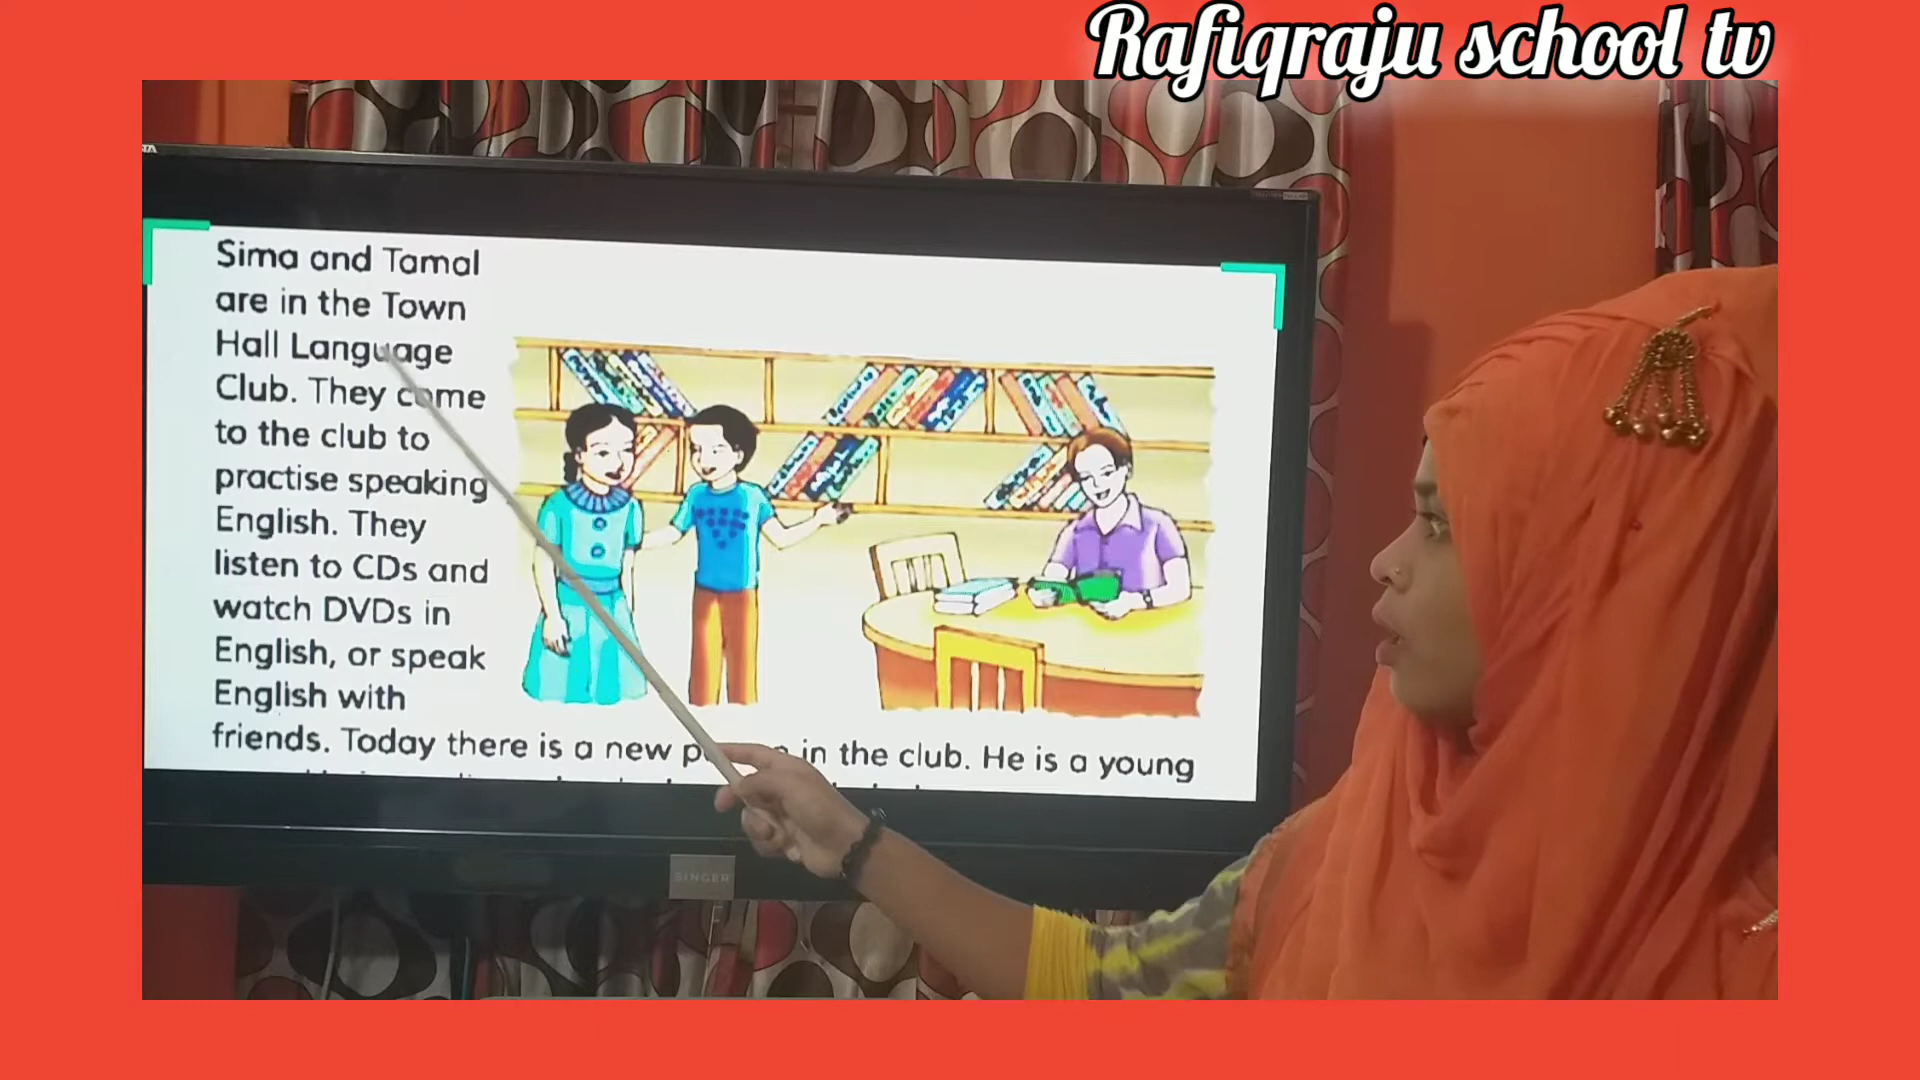 Rafiqraju school tv
Sima and Tamal
are in the Town
Hall Language
Club. They come
to the club to
practise speaking
English. They
listen to CDs and
watch DVDs in
English, or speak
English with
friends. Today there is a new in the club. He is a young
SINGER